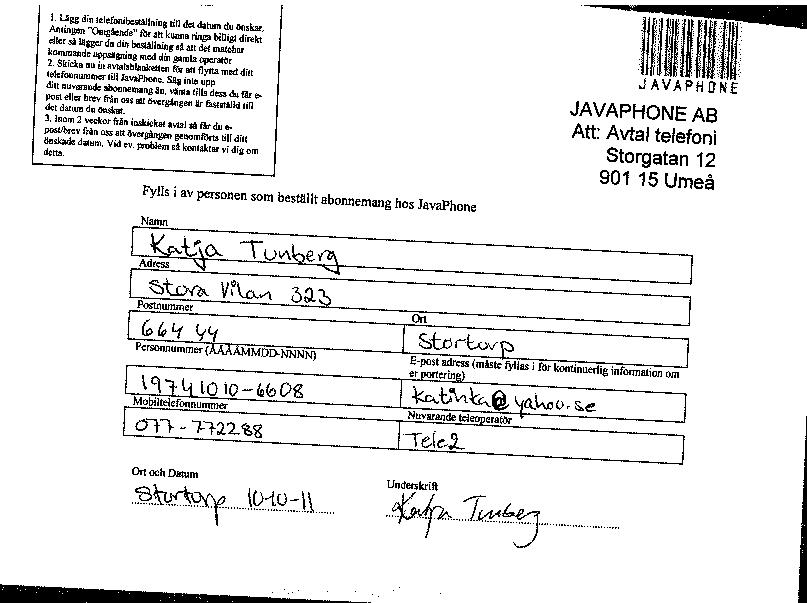 1. Lägg din telefonibeställning till det datum du önskar.
Antingen "Omgående" för att kunna ringa billigt direkt
eller så lägger du din beställning så att det matchar
kommande uppsägning med din gamla operatör
2. Skicka nu in avtalsblanketten för att flytta med ditt
telefonnummer till JavaPhone. Säg inte upp
ditt nuvarande abonnemang än, vänta tills dess du får e-
post eller brev från oss att övergången är fastställd till
det datum du önskat.
3. Inom 2 veckor från inskickat avtal så får du e-
post/brev från oss att övergången genomförts till ditt
önskade datum. Vid ev. problem så kontaktar vi dig om
detta.
JAVAPHONE
JAVAPHONE AB
Att: Avtal telefoni
Storgatan 12
901 15 Umeå
Fylls i av personen som beställt abonnemang hos JavaPhone
Namn
Katja Tunberg
Adress
Stora Vilan 323
Postnummer
Ort
664 44
Stortorp
Personnummer (ÅÅÅÅMMDD-NNNN)
E-post adress (måste fyllas i för kontinuerlig information om
er portering)
19741010-6608
katinka@yahoo.se
Mobiltelefonnummer
Nuvarande teleoperatör
077-772288
Tele2
Ort och Datum
Underskrift
Stortorp 10-10-11
Katja Tunberg